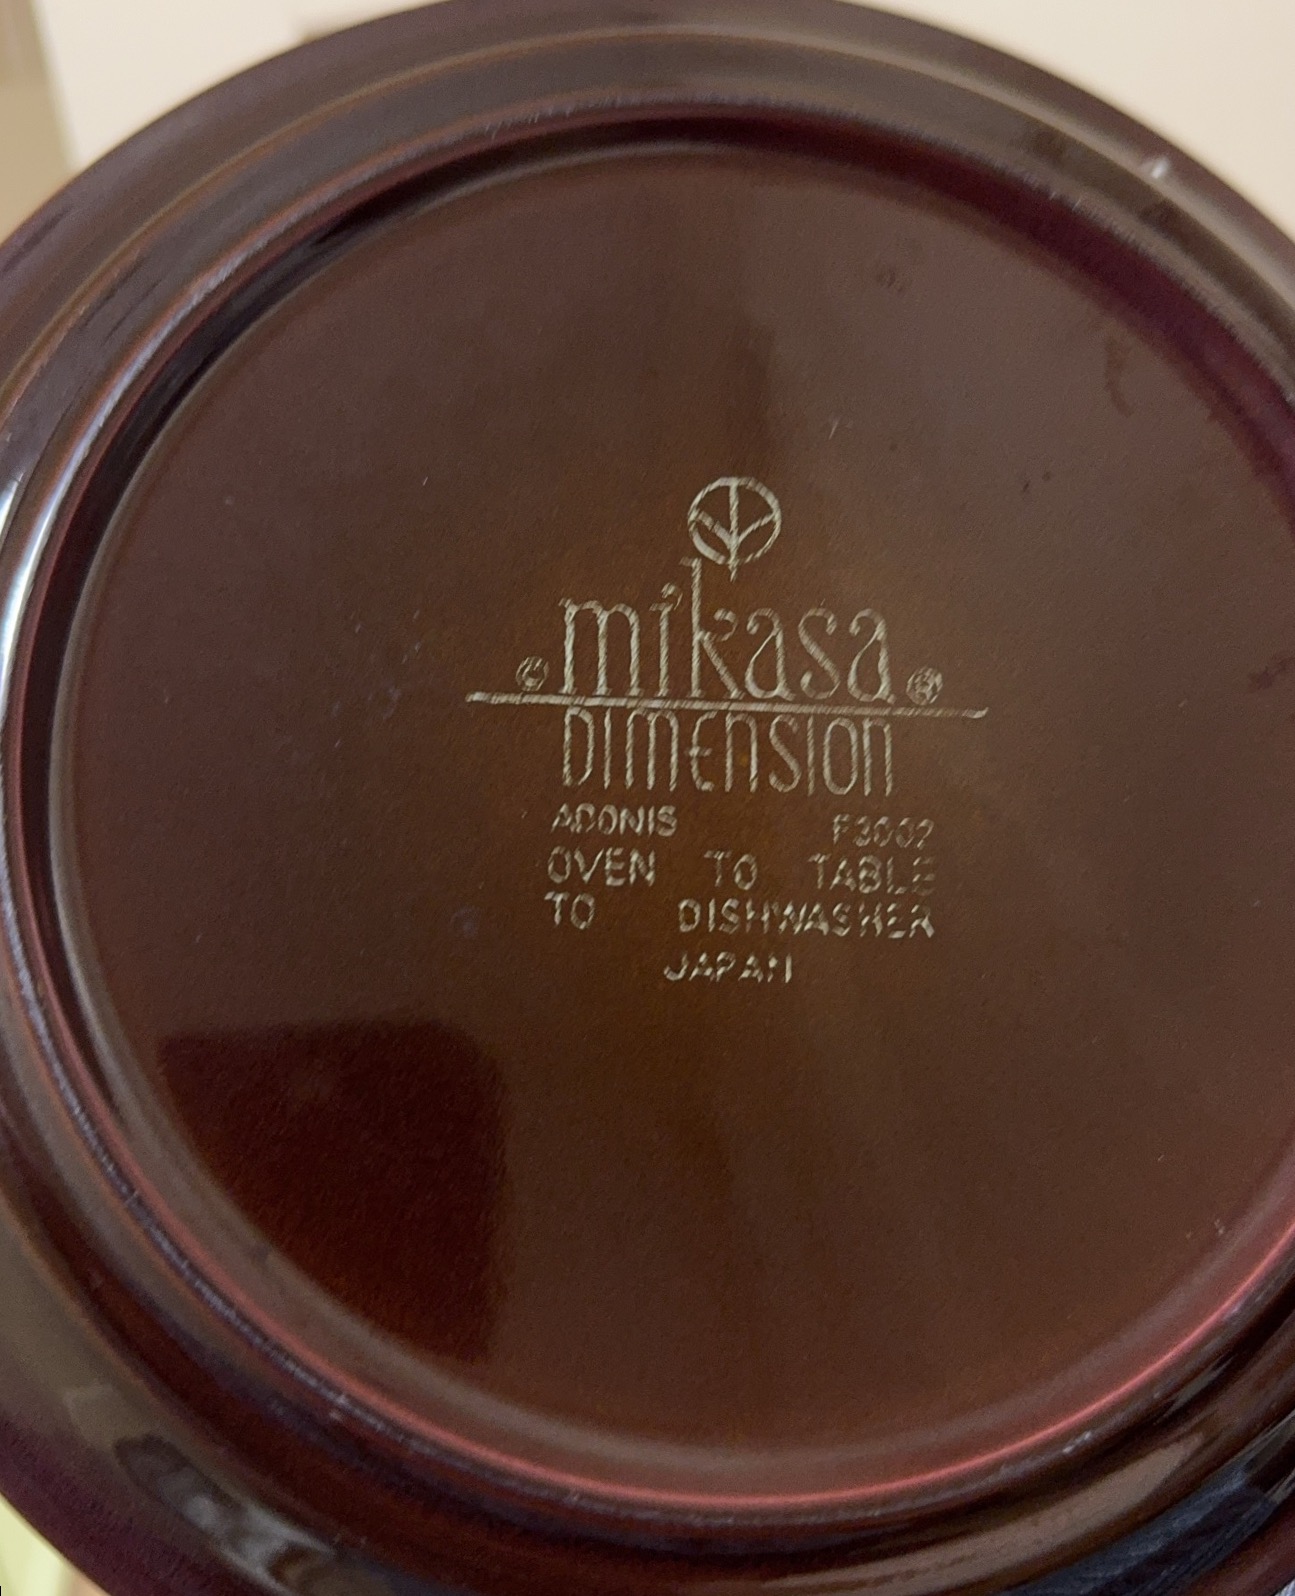 © mikasa ®
DIMENSION
ADONIS F3002
OVEN TO TABLE
TO DISHWASHER
JAPAN